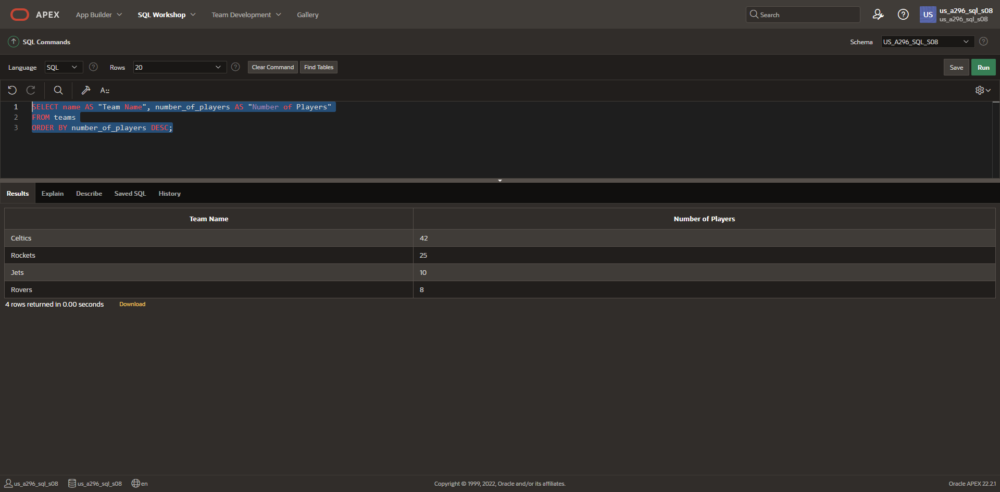 APEX App Builder SQL Workshop Team Development Gallery Search US us_a296_sql_s08
us_a296_sql_s08
SQL Commands Schema US_A296_SQL_S08
Language SQL Rows 20 Clear Command Find Tables Save Run
A
1 SELECT name AS "Team Name", number_of_players AS "Number of Players"
2 FROM teams
3 ORDER BY number_of_players DESC;
Results Explain Describe Saved SQL History
Team Name Number of Players
Celtics 42
Rockets 25
Jets 10
Rovers 8
4 rows returned in 0.00 seconds Download
us_a296_sql_s08 us_a296_sql_s08 en Copyright © 1999, 2022, Oracle and/or its affiliates. Oracle APEX 22.2.1